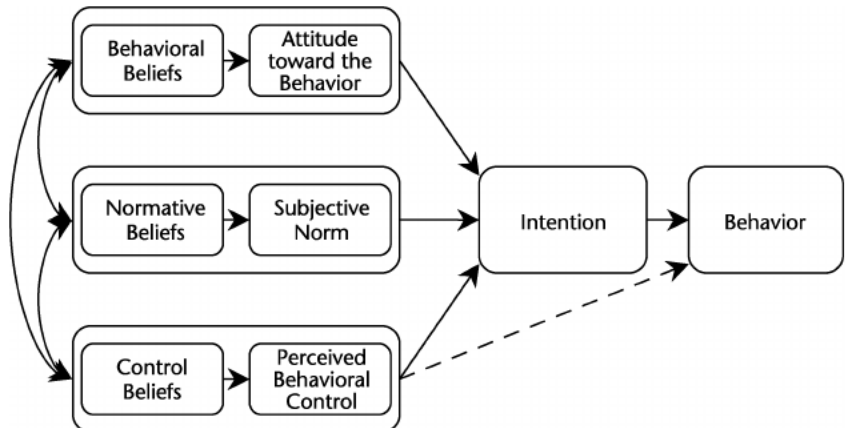 Behavioral
Beliefs
Attitude
toward the
Behavior
Normative
Beliefs
Subjective
Norm
Intention
Behavior
Control
Beliefs
Perceived
Behavioral
Control